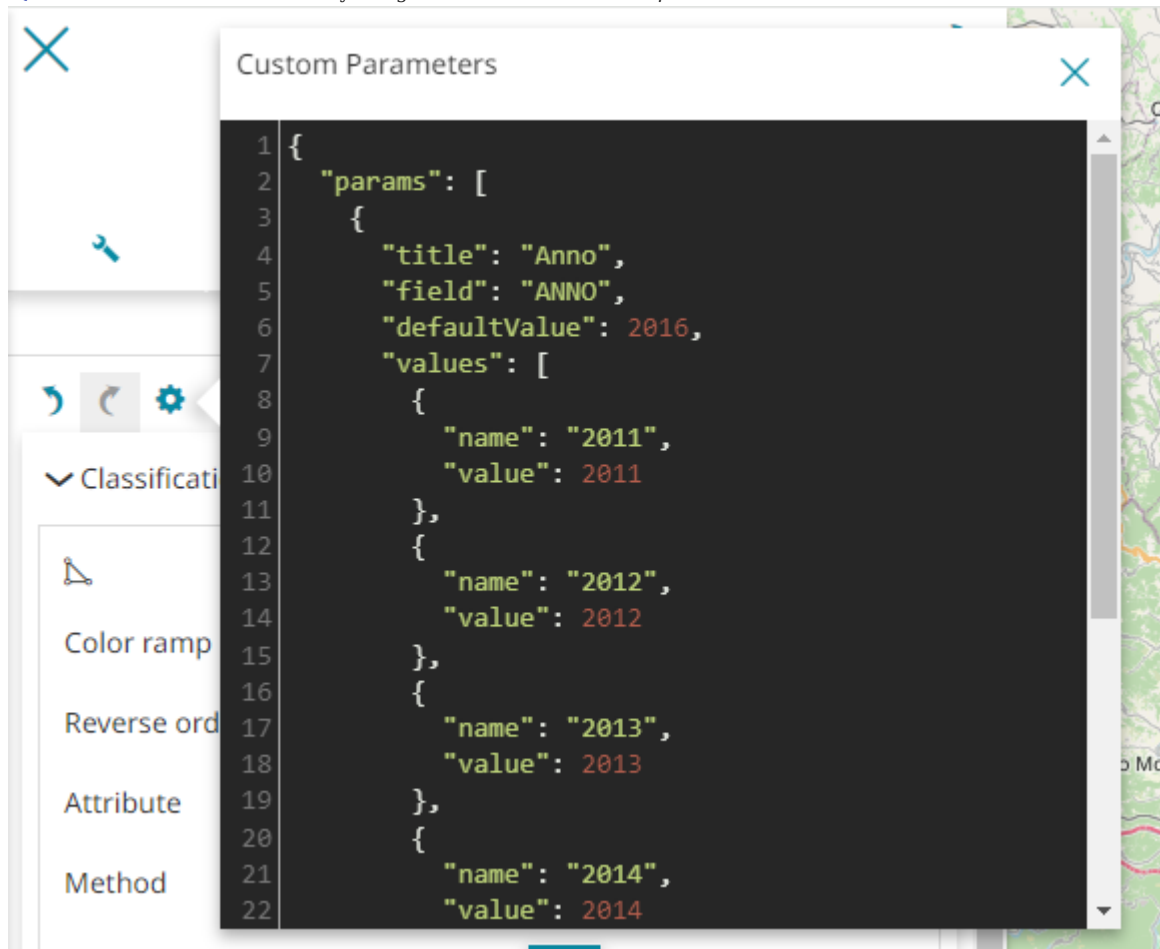 Custom Parameters
1 {
2 "params": [
3 {
4 "title": "Anno",
5 "field": "ANNO",
6 "defaultValue": 2016,
7 "values": [
8 {
9 "name": "2011",
10 "value": 2011
11 },
12 {
13 "name": "2012",
14 "value": 2012
15 },
16 {
17 "name": "2013",
18 "value": 2013
19 },
20 {
21 "name": "2014",
22 "value": 2014
Classificati
Color ramp
Reverse ord
Attribute
Method